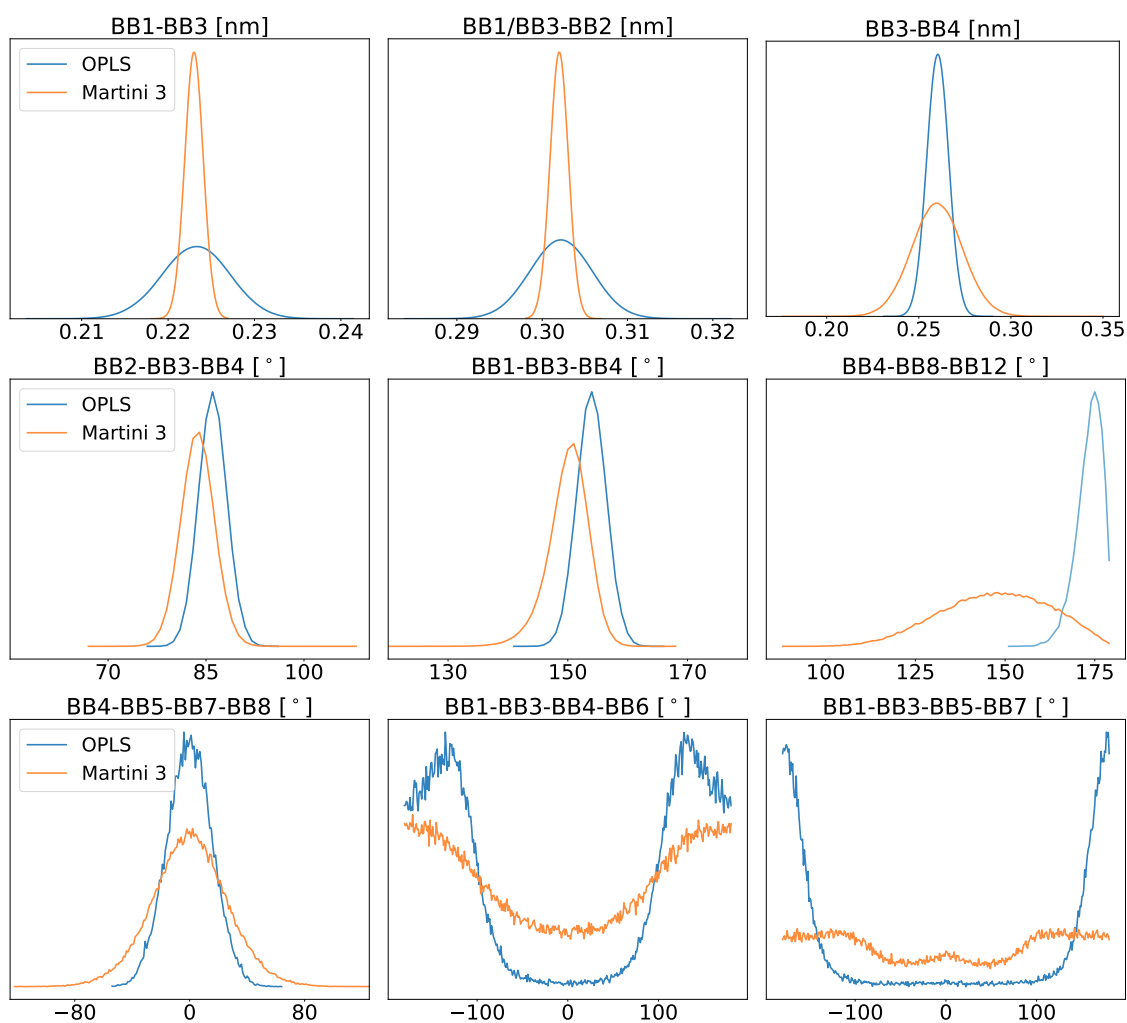 BB1-BB3 [nm]
BB1/BB3-BB2 [nm]
BB3-BB4 [nm]
OPLS
Martini 3
0.21 0.22 0.23 0.24
0.29 0.30 0.31 0.32
0.20 0.25 0.30 0.35
BB2-BB3-BB4 [°]
BB1-BB3-BB4 [°]
BB4-BB8-BB12 [°]
OPLS
Martini 3
70 85 100
130 150 170
100 125 150 175
BB4-BB5-BB7-BB8 [°]
BB1-BB3-BB4-BB6 [°]
BB1-BB3-BB5-BB7 [°]
OPLS
Martini 3
−80 0 80
−100 0 100
−100 0 100